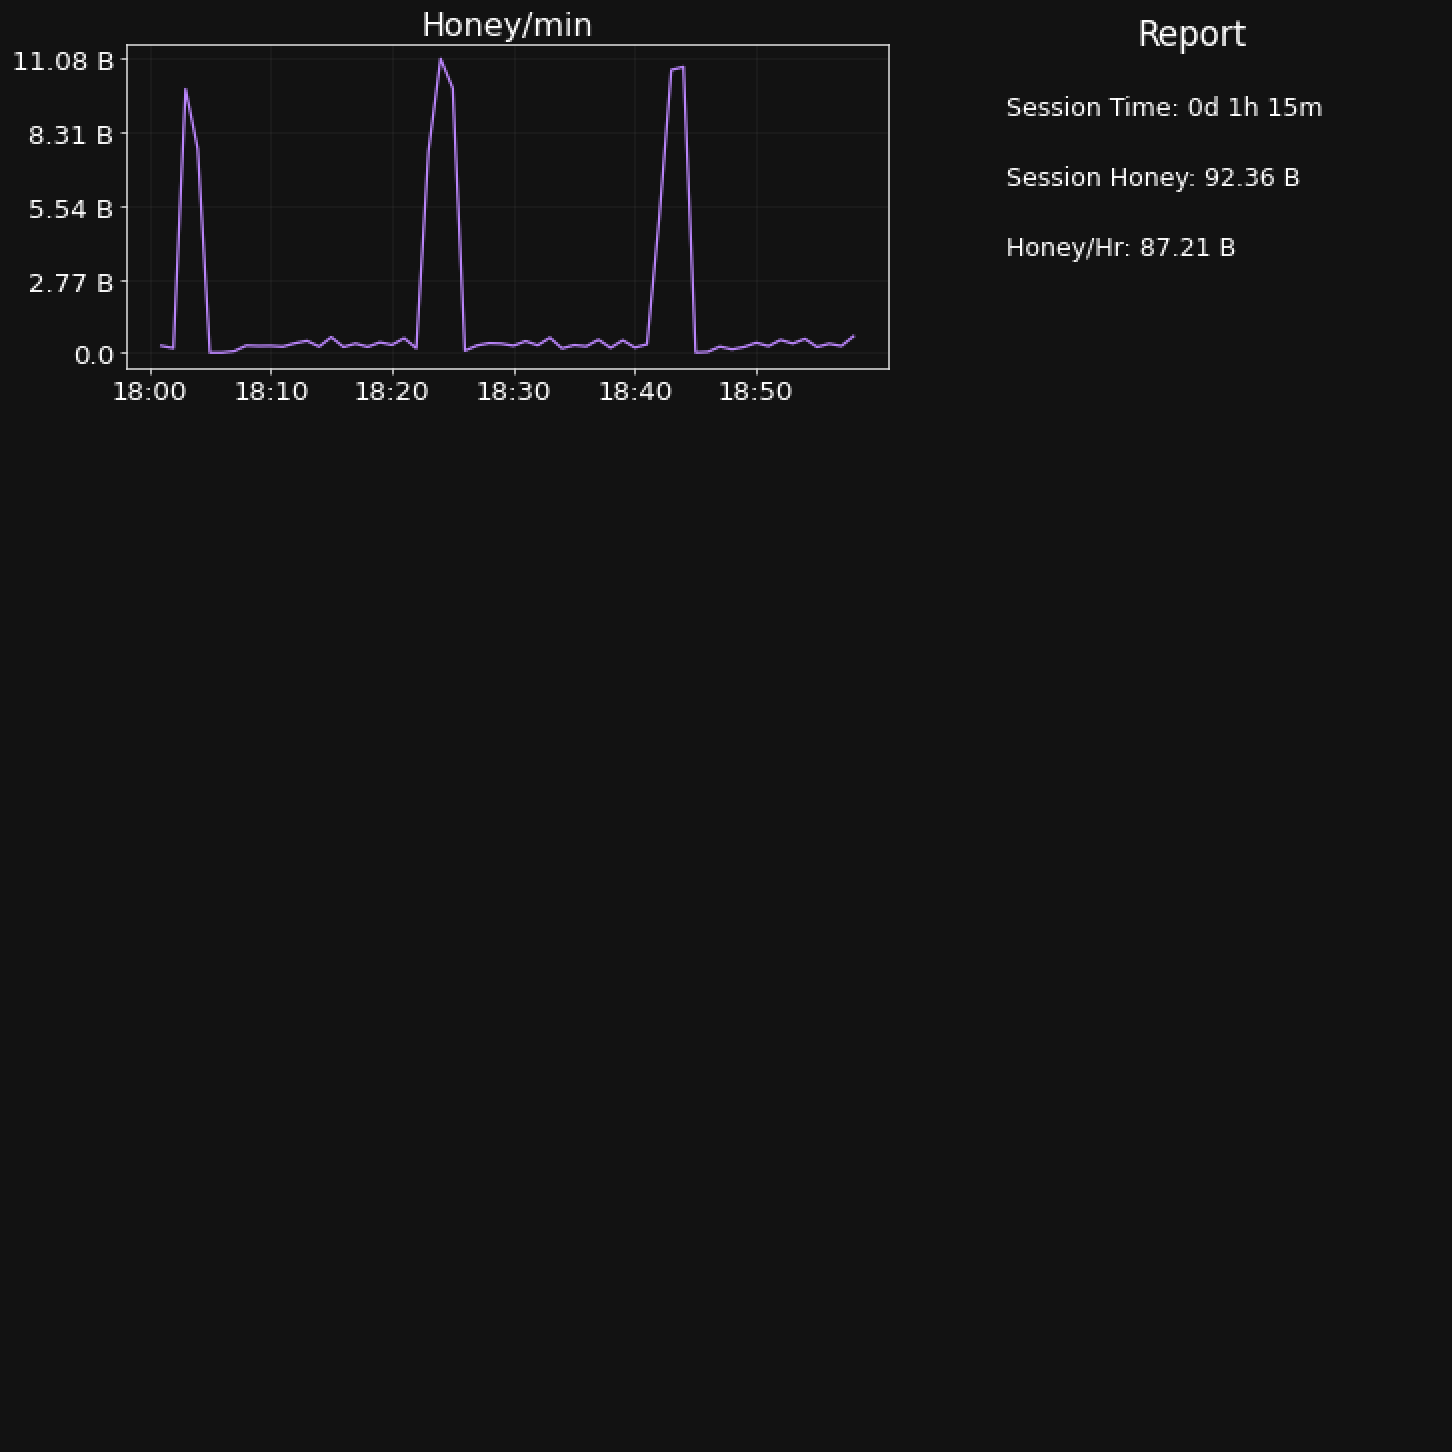 Honey/min
11.08 B
8.31 B
5.54 B
2.77 B
0.0
18:00 18:10 18:20 18:30 18:40 18:50
Report
Session Time: 0d 1h 15m
Session Honey: 92.36 B
Honey/Hr: 87.21 B